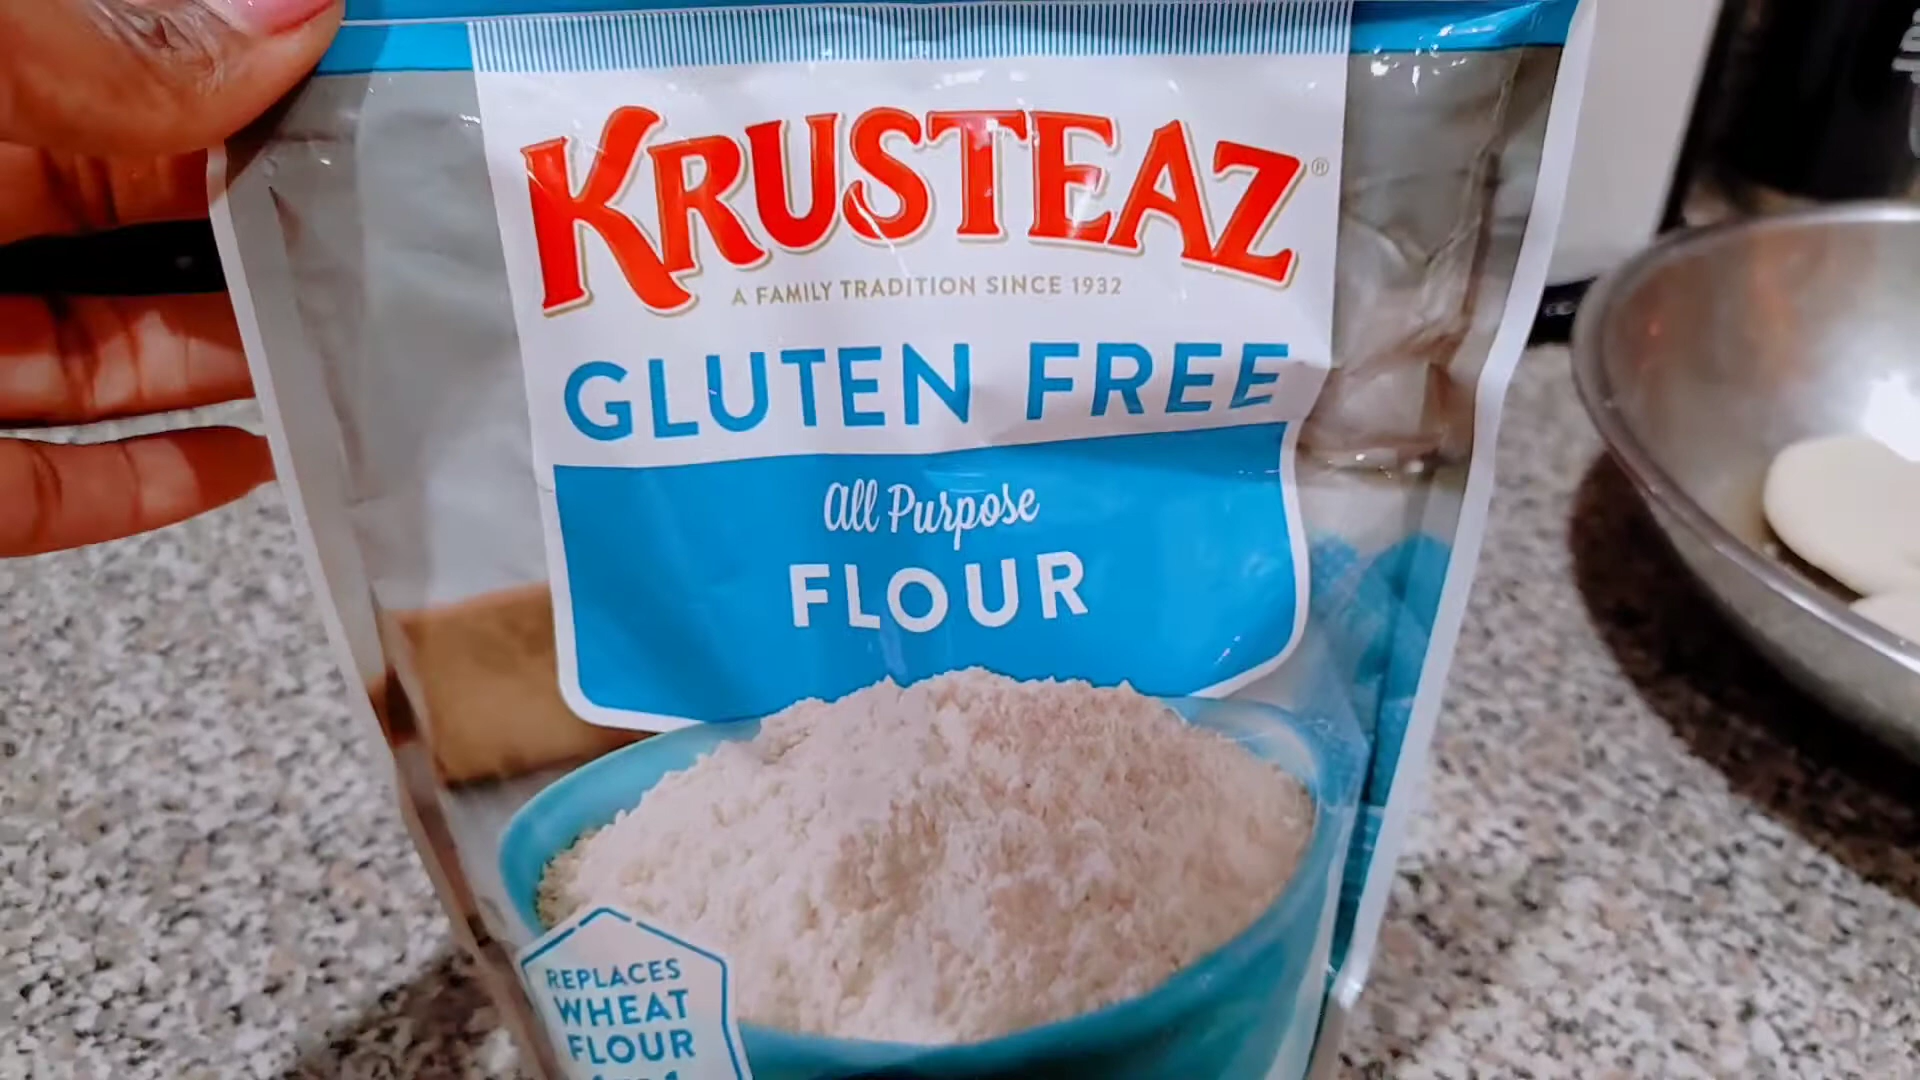 KRUSTEAZ®
A FAMILY TRADITION SINCE 1932
GLUTEN FREE
All Purpose
FLOUR
REPLACES
WHEAT
FLOUR